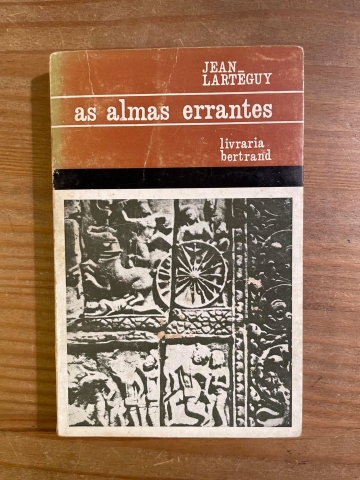 JEAN
LARTÉGUY
as almas errantes
livraria
bertrand